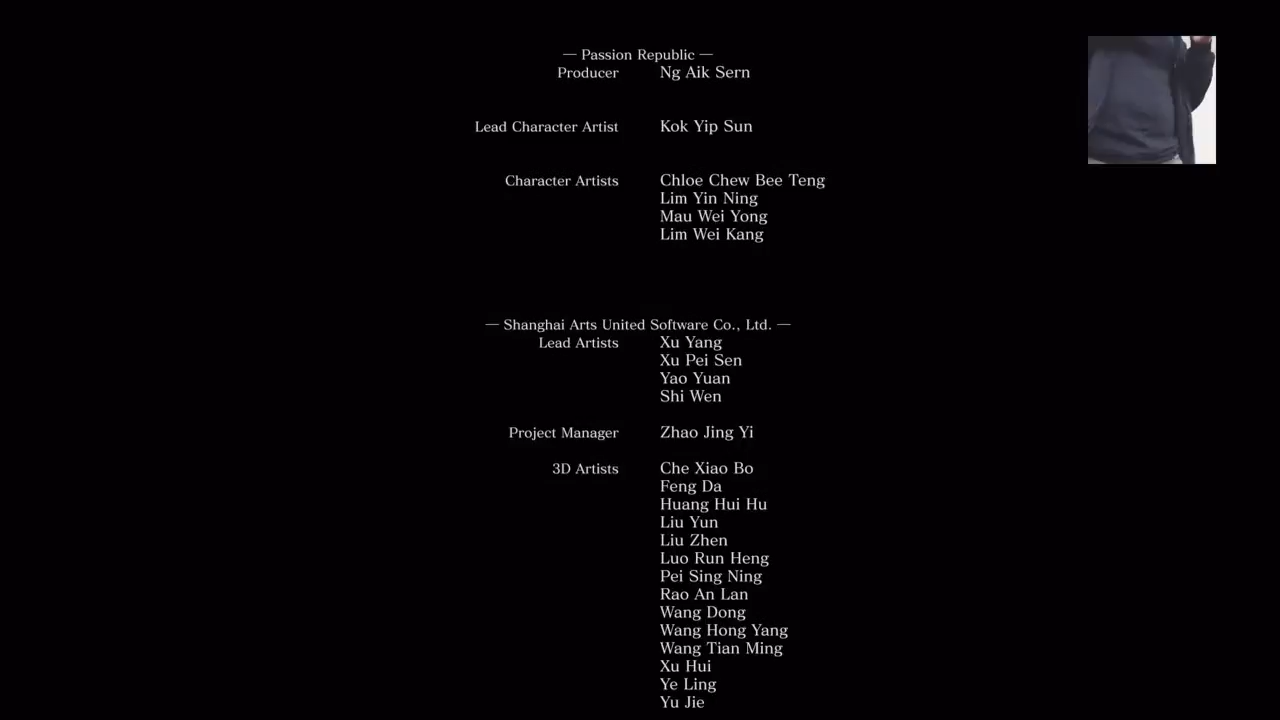 — Passion Republic —
Producer Ng Aik Sern
Lead Character Artist Kok Yip Sun
Character Artists Chloe Chew Bee Teng
Lim Yin Ning
Mau Wei Yong
Lim Wei Kang
— Shanghai Arts United Software Co., Ltd. —
Lead Artists Xu Yang
Xu Pei Sen
Yao Yuan
Shi Wen
Project Manager Zhao Jing Yi
3D Artists Che Xiao Bo
Feng Da
Huang Hui Hu
Liu Yun
Liu Zhen
Luo Run Heng
Pei Sing Ning
Rao An Lan
Wang Dong
Wang Hong Yang
Wang Tian Ming
Xu Hui
Ye Ling
Yu Jie